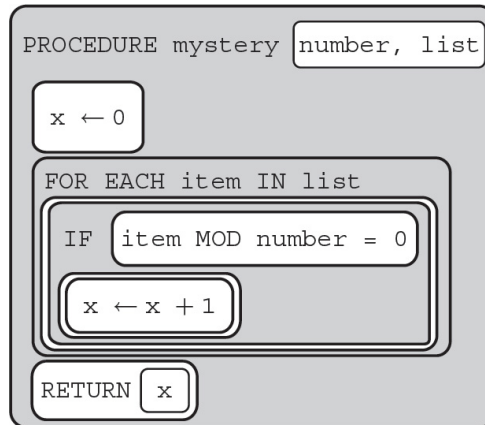 PROCEDURE mystery number, list
x ← 0
FOR EACH item IN list
IF item MOD number = 0
x ← x + 1
RETURN x